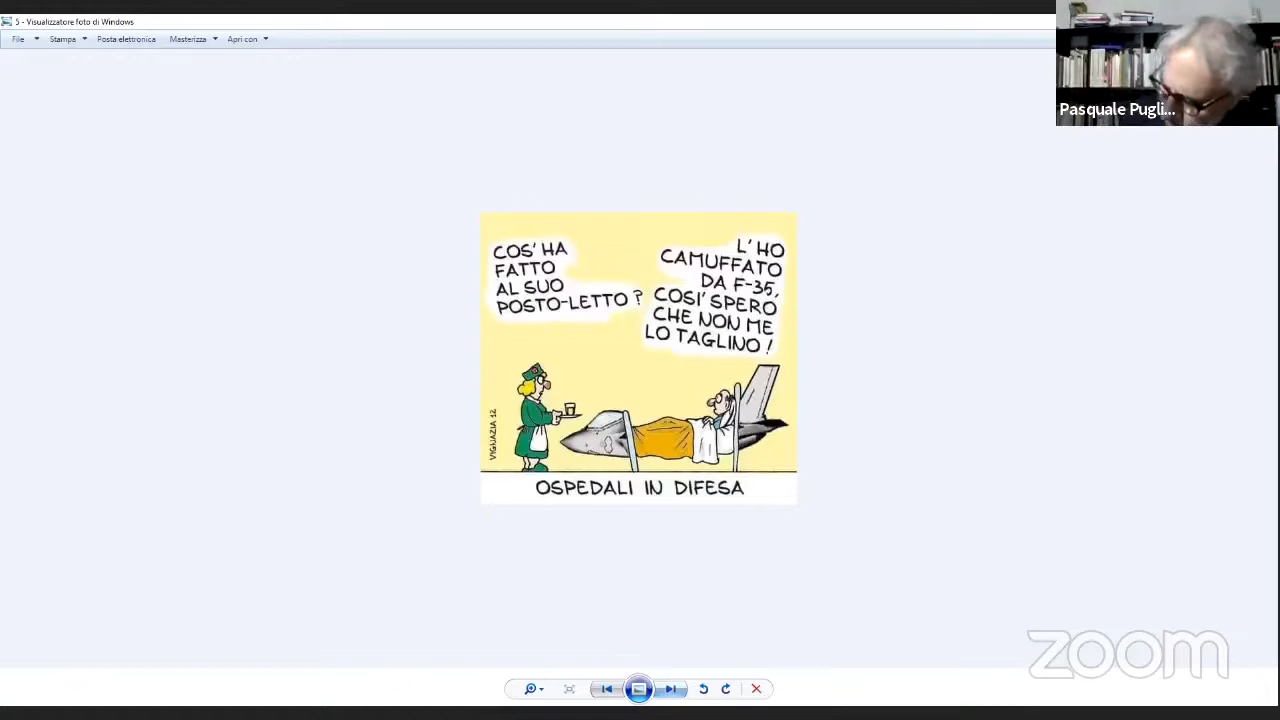 5 - Visualizzatore foto di Windows
File Stampa Posta elettronica Masterizza Apri con
Pasquale Pugli...
COS' HA
FATTO
AL SUO
POSTO-LETTO ?
L' HO
CAMUFFATO
DA F-35,
COSI' SPERO
CHE NON ME
LO TAGLINO !
VIGNAZIA 12
OSPEDALI IN DIFESA
zoom